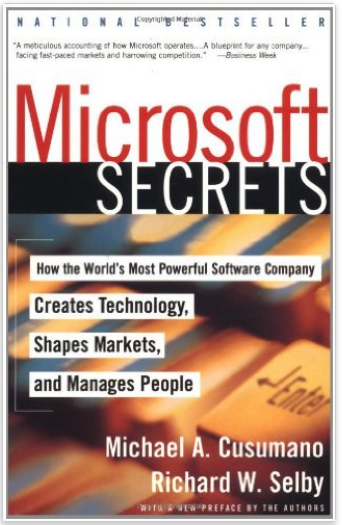 NATIONAL BESTSELLER
Copyrighted Material
"A meticulous accounting of how Microsoft operates....A blueprint for any company...
facing fast-paced markets and harrowing competition." —Business Week
Microsoft
SECRETS
How the World's Most Powerful Software Company
Creates Technology,
Shapes Markets,
and Manages People
Enter
Michael A. Cusumano
Richard W. Selby
WITH A NEW PREFACE BY THE AUTHORS